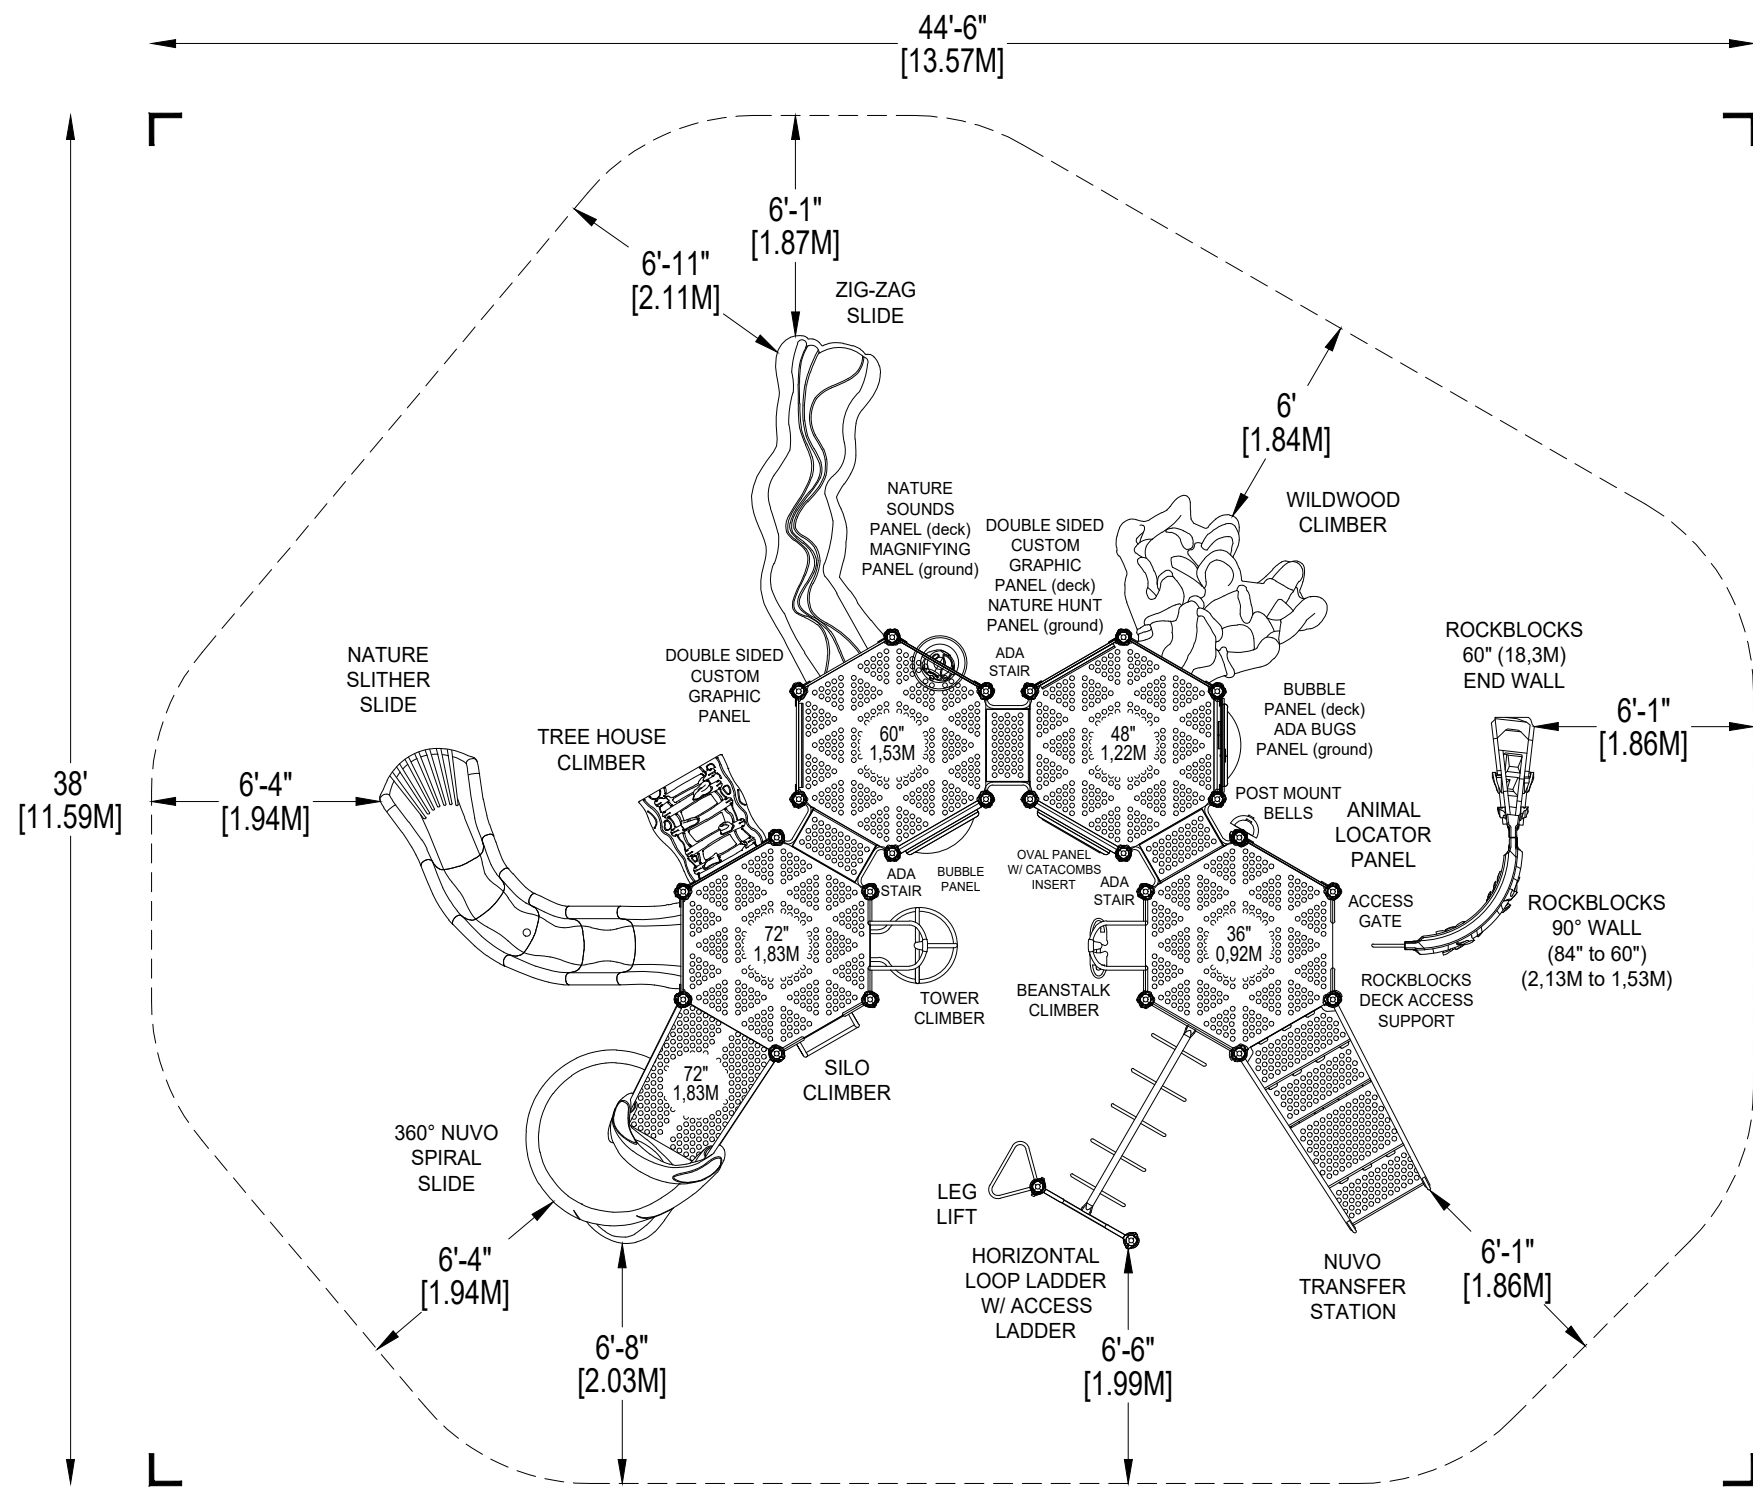 44'-6"
[13.57M]
6'-1"
[1.87M]
6'-11"
[2.11M]
ZIG-ZAG
SLIDE
6'
[1.84M]
NATURE
SOUNDS
PANEL (deck)
MAGNIFYING
PANEL (ground)
DOUBLE SIDED
CUSTOM
GRAPHIC
PANEL (deck)
NATURE HUNT
PANEL (ground)
WILDWOOD
CLIMBER
NATURE
SLITHER
SLIDE
DOUBLE SIDED
CUSTOM
GRAPHIC
PANEL
ADA
STAIR
ROCKBLOCKS
60" (18,3M)
END WALL
BUBBLE
PANEL (deck)
ADA BUGS
PANEL (ground)
6'-1"
[1.86M]
TREE HOUSE
CLIMBER
60"
1,53M
48"
1,22M
38'
[11.59M]
6'-4"
[1.94M]
POST MOUNT
BELLS
ANIMAL
LOCATOR
PANEL
ADA
STAIR
BUBBLE
PANEL
OVAL PANEL
W/ CATACOMBS
INSERT
ADA
STAIR
ACCESS
GATE
ROCKBLOCKS
90° WALL
(84" to 60")
(2,13M to 1,53M)
72"
1,83M
36"
0,92M
TOWER
CLIMBER
BEANSTALK
CLIMBER
ROCKBLOCKS
DECK ACCESS
SUPPORT
72"
1,83M
SILO
CLIMBER
360° NUVO
SPIRAL
SLIDE
LEG
LIFT
HORIZONTAL
LOOP LADDER
W/ ACCESS
LADDER
NUVO
TRANSFER
STATION
6'-1"
[1.86M]
6'-4"
[1.94M]
6'-8"
[2.03M]
6'-6"
[1.99M]